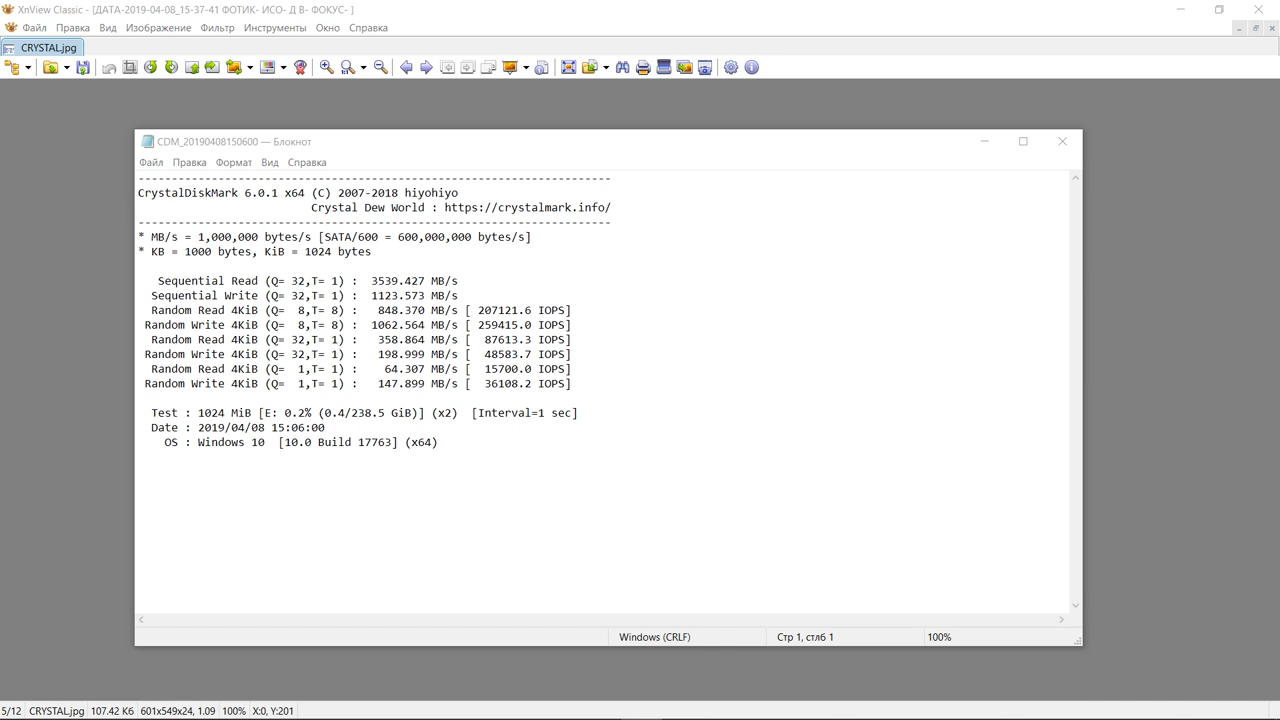 XnView Classic - [ДАТА-2019-04-08_15-37-41 ФОТИК- ИСО- Д В- ФОКУС- ]
Файл Правка Вид Изображение Фильтр Инструменты Окно Справка
CRYSTAL.jpg
CDM_20190408150600 — Блокнот
Файл Правка Формат Вид Справка
-----------------------------------------------------------------------
CrystalDiskMark 6.0.1 x64 (C) 2007-2018 hiyohiyo
Crystal Dew World : https://crystalmark.info/
-----------------------------------------------------------------------
* MB/s = 1,000,000 bytes/s [SATA/600 = 600,000,000 bytes/s]
* KB = 1000 bytes, KiB = 1024 bytes
Sequential Read (Q= 32,T= 1) : 3539.427 MB/s
Sequential Write (Q= 32,T= 1) : 1123.573 MB/s
Random Read 4KiB (Q= 8,T= 8) : 848.370 MB/s [ 207121.6 IOPS]
Random Write 4KiB (Q= 8,T= 8) : 1062.564 MB/s [ 259415.0 IOPS]
Random Read 4KiB (Q= 32,T= 1) : 358.864 MB/s [ 87613.3 IOPS]
Random Write 4KiB (Q= 32,T= 1) : 198.999 MB/s [ 48583.7 IOPS]
Random Read 4KiB (Q= 1,T= 1) : 64.307 MB/s [ 15700.0 IOPS]
Random Write 4KiB (Q= 1,T= 1) : 147.899 MB/s [ 36108.2 IOPS]
Test : 1024 MiB [E: 0.2% (0.4/238.5 GiB)] (x2) [Interval=1 sec]
Date : 2019/04/08 15:06:00
OS : Windows 10 [10.0 Build 17763] (x64)
Windows (CRLF) Стр 1, стлб 1 100%
5/12 CRYSTAL.jpg 107.42 Кб 601x549x24, 1.09 100% X:0, Y:201